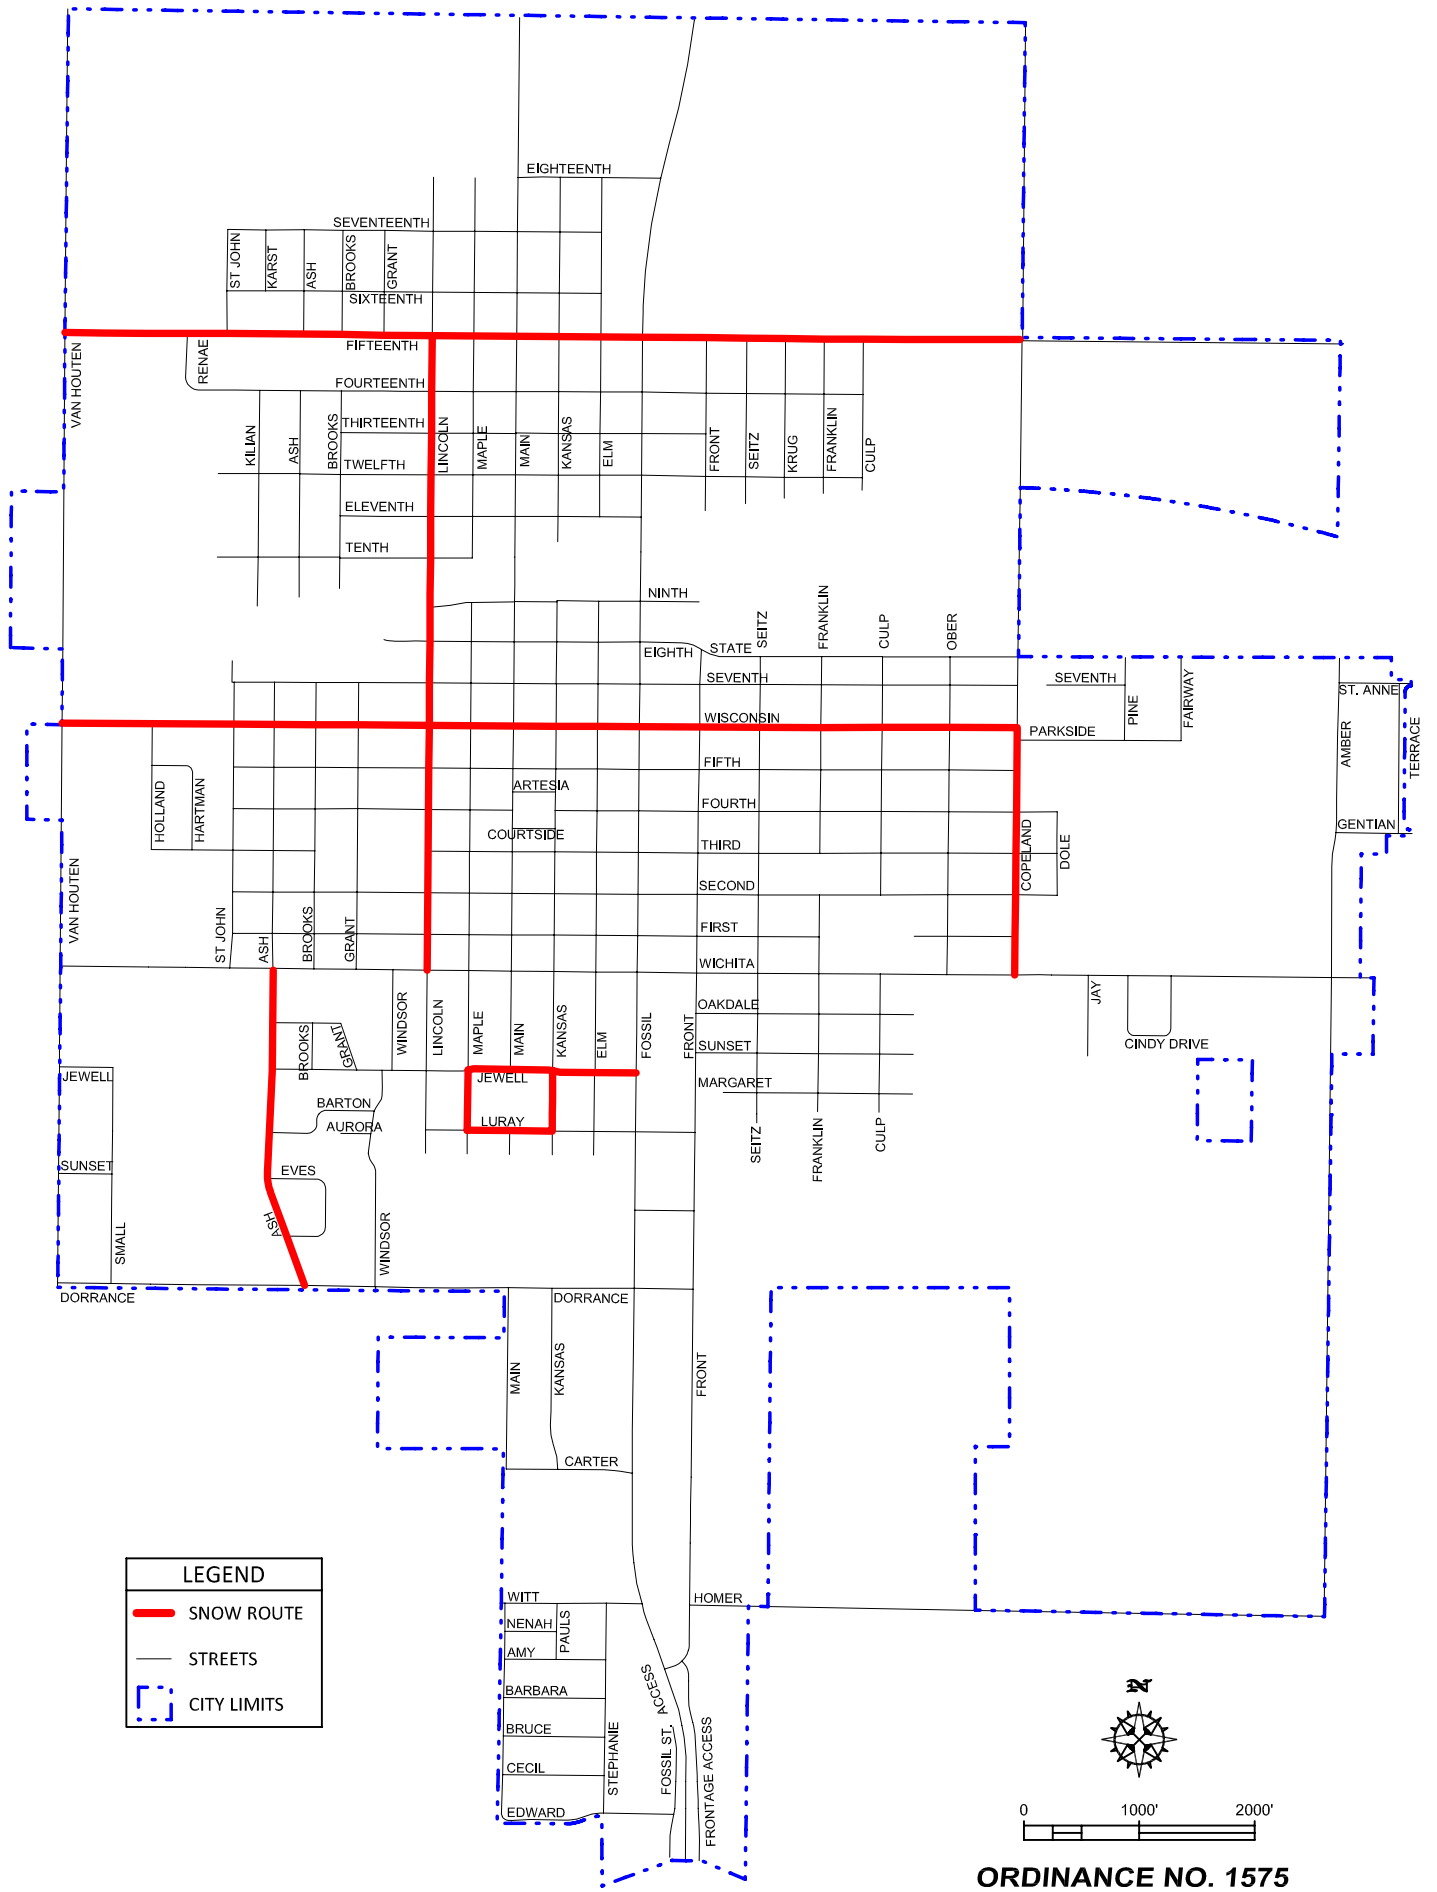 EIGHTEENTH
SEVENTEENTH
ST JOHN
KARST
ASH
BROOKS
GRANT
SIXTEENTH
VAN HOUTEN
RENAE
FIFTEENTH
FOURTEENTH
KILIAN
ASH
BROOKS
THIRTEENTH
TWELFTH
LINCOLN
MAPLE
MAIN
KANSAS
ELM
FRONT
SEITZ
KRUG
FRANKLIN
CULP
ELEVENTH
TENTH
NINTH
EIGHTH
STATE
SEITZ
FRANKLIN
CULP
OBER
SEVENTH
SEVENTH
PINE
FAIRWAY
ST. ANNE
WISCONSIN
PARKSIDE
AMBER
TERRACE
FIFTH
HOLLAND
HARTMAN
ARTESIA
FOURTH
COURTSIDE
THIRD
COPELAND
DOLE
GENTIAN
VAN HOUTEN
SECOND
ST JOHN
ASH
BROOKS
GRANT
FIRST
WICHITA
WINDSOR
LINCOLN
MAPLE
MAIN
KANSAS
ELM
FOSSIL
FRONT
OAKDALE
JAY
CINDY DRIVE
SUNSET
BROOKS
GRANT
JEWELL
JEWELL
MARGARET
BARTON
AURORA
LURAY
SEITZ
FRANKLIN
CULP
SUNSET
EVES
ASH
SMALL
WINDSOR
DORRANCE
DORRANCE
MAIN
KANSAS
FRONT
CARTER
LEGEND
SNOW ROUTE
STREETS
CITY LIMITS
WITT
HOMER
NENAH
PAULS
AMY
BARBARA
BRUCE
CECIL
EDWARD
STEPHANIE
FOSSIL ST. ACCESS
FRONTAGE ACCESS
N
0 1000' 2000'
ORDINANCE NO. 1575